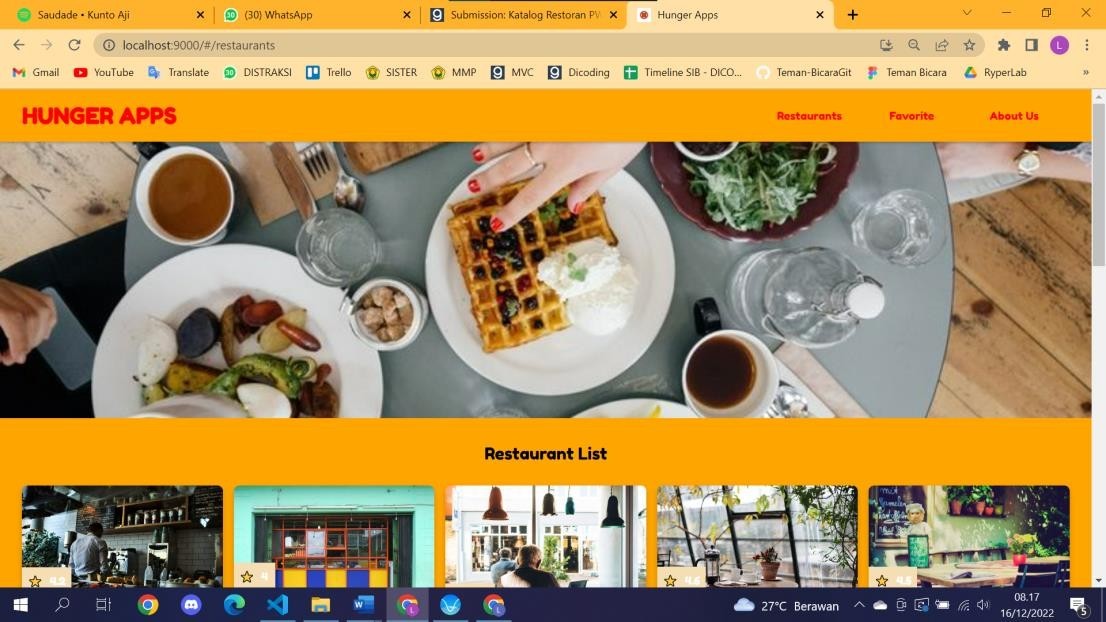 Saudade • Kunto Aji
(30) WhatsApp
Submission: Katalog Restoran PW
Hunger Apps
localhost:9000/#/restaurants
Gmail
YouTube
Translate
30
DISTRAKSI
Trello
SISTER
MMP
MVC
Dicoding
Timeline SIB - DICO...
Teman-BicaraGit
Teman Bicara
RyperLab
HUNGER APPS
Restaurants
Favorite
About Us
Restaurant List
4.2
4
4.6
4.5
27°C Berawan
08.17
16/12/2022
5